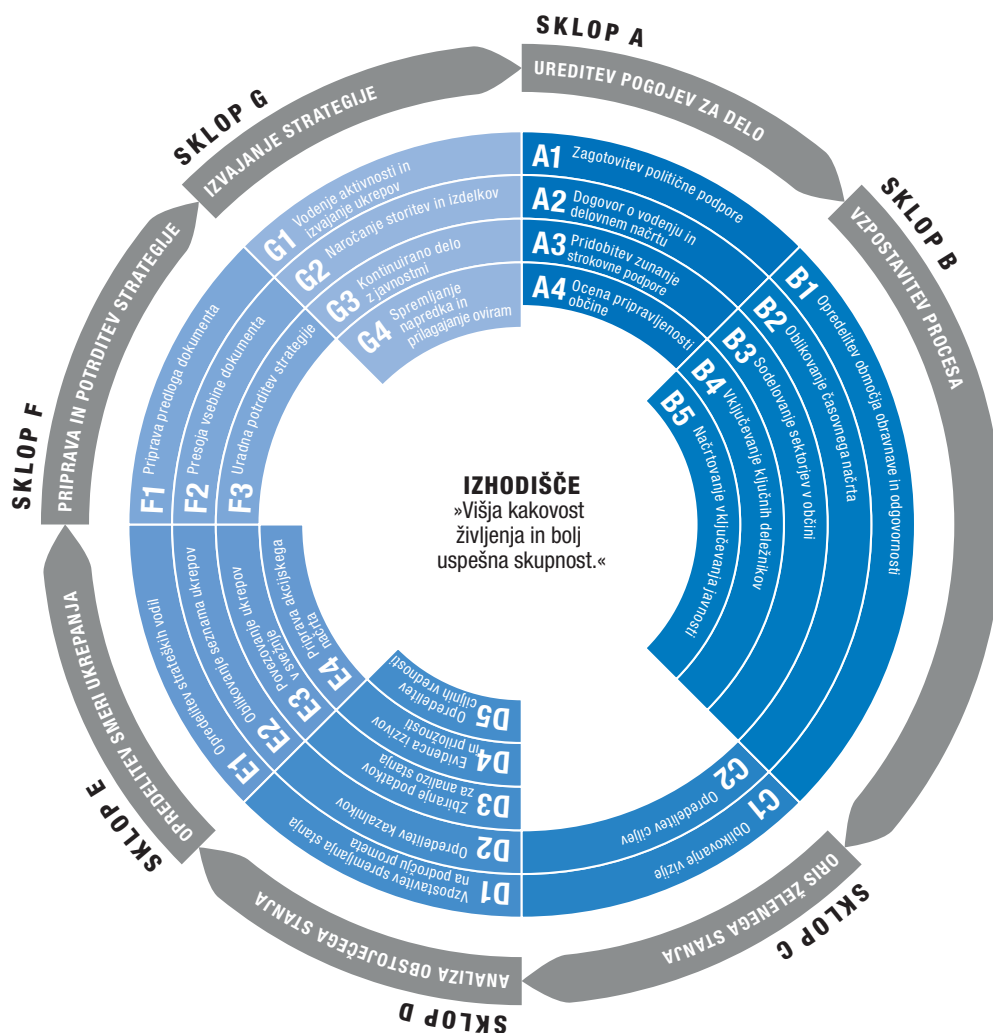 SKLOP A
UREDITEV POGOJEV ZA DELO
A1 Zagotovitev politične podpore
A2 Dogovor o vodenju in
delovnem načrtu
A3 Pridobitev zunanje
strokovne podpore
A4 Ocena pripravljenosti
občine
SKLOP B
VZPOSTAVITEV PROCESA
B1 Opredelitev območja obravnave in odgovornosti
B2 Oblikovanje časovnega načrta
B3 Sodelovanje sektorjev v občini
B4 Vključevanje ključnih deležnikov
B5 Načrtovanje vključevanja javnosti
SKLOP C
ORIS ŽELENEGA STANJA
C1 Oblikovanje vizije
C2 Opredelitev ciljev
SKLOP D
ANALIZA OBSTOJEČEGA STANJA
D1 Vzpostavitev spremljanja stanja
na področju prometa
D2 Opredelitev kazalnikov
D3 Zbiranje podatkov
za analizo stanja
D4 Evidenca izzivov
in priložnosti
D5 Opredelitev
ciljnih vrednosti
SKLOP E
OPREDELITEV SMERI UKREPANJA
E1 Opredelitev strateških vodil
E2 Oblikovanje seznama ukrepov
E3 Povezovanje ukrepov
v svežnje
E4 Priprava akcijskega
načrta
SKLOP F
PRIPRAVA IN POTRDITEV STRATEGIJE
F1 Priprava predloga dokumenta
F2 Presoja vsebine dokumenta
F3 Uradna potrditev strategije
SKLOP G
IZVAJANJE STRATEGIJE
G1 Vodenje aktivnosti in
izvajanje ukrepov
G2 Naročanje storitev in izdelkov
G3 Kontinuirano delo
z javnostmi
G4 Spremljanje
napredka in
prilagajanje oviram
IZHODIŠČE
»Višja kakovost
življenja in bolj
uspešna skupnost.«